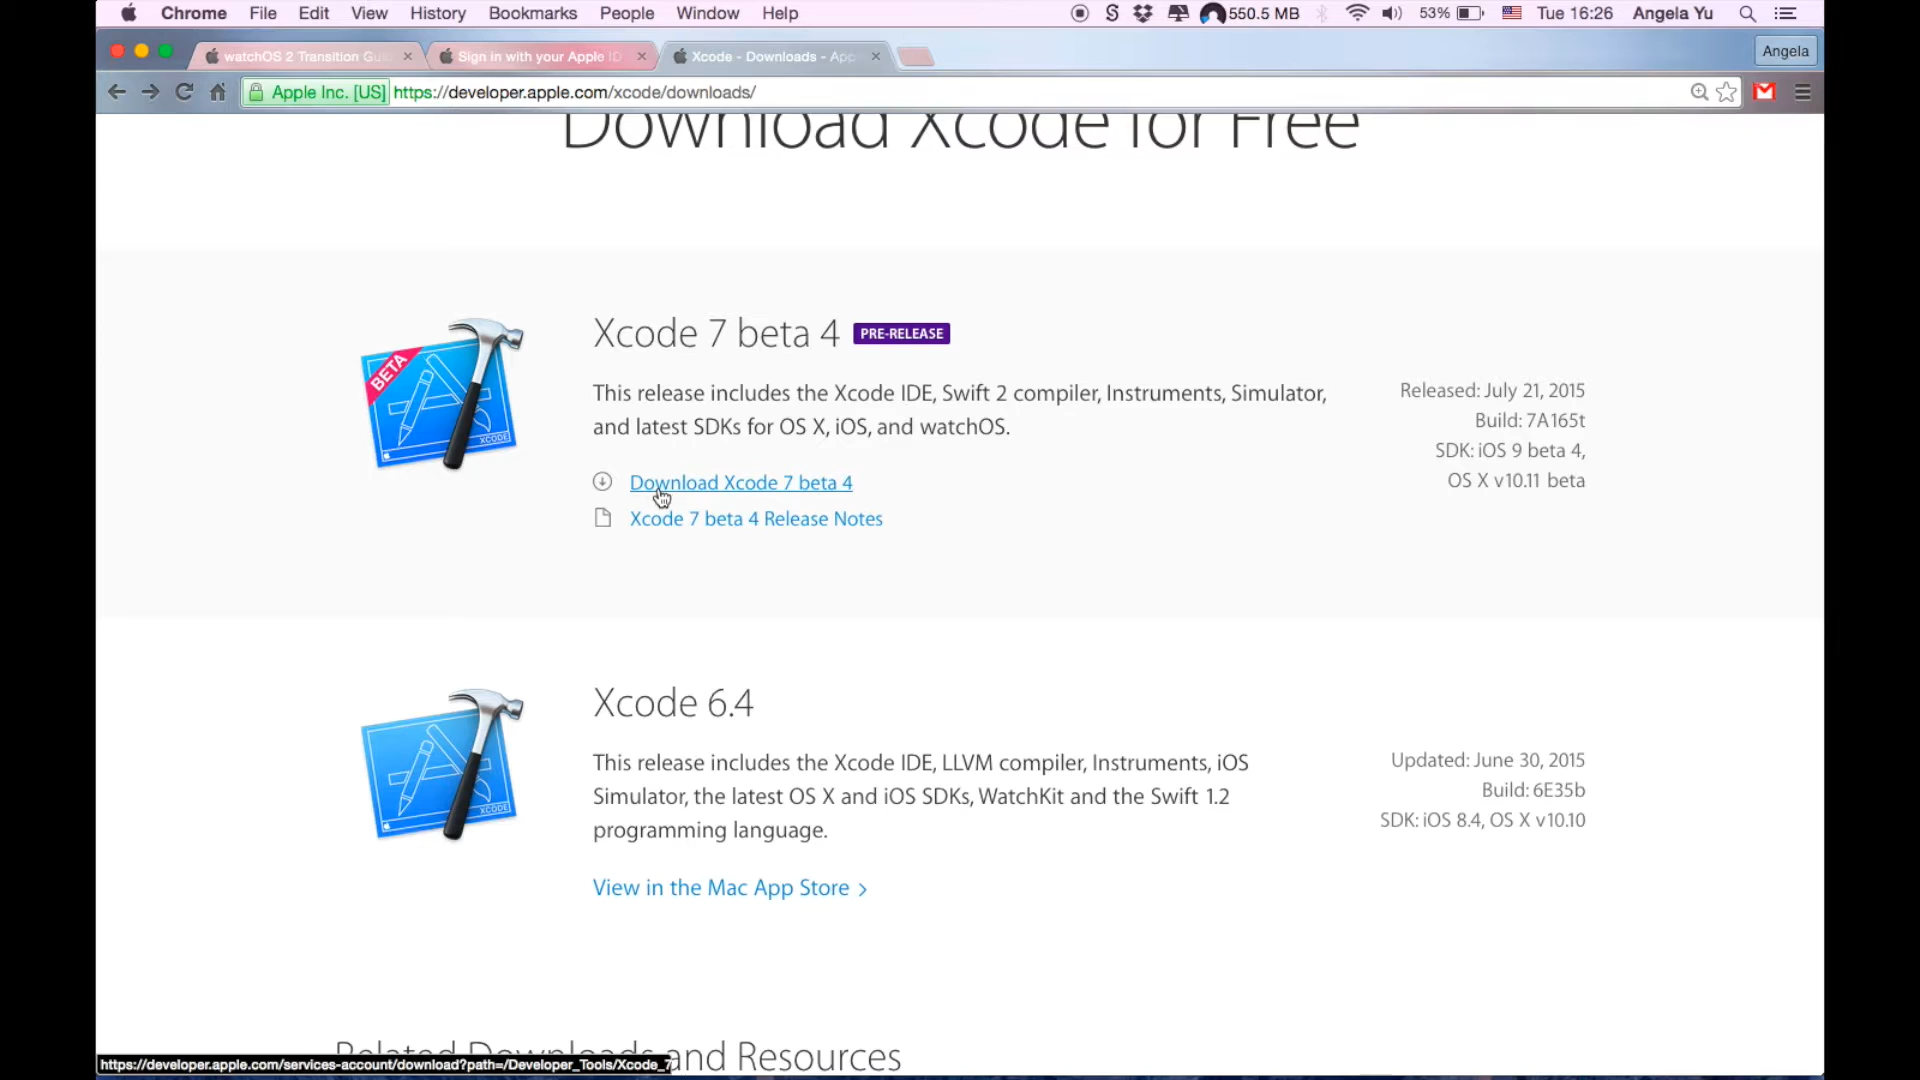 Chrome File Edit View History Bookmarks People Window Help 550.5 MB 53% Tue 16:26 Angela Yu
watchOS 2 Transition Gui Sign in with your Apple ID Xcode - Downloads - App Angela
Apple Inc. [US] https://developer.apple.com/xcode/downloads/
Download Xcode for Free
Xcode 7 beta 4 PRE-RELEASE
This release includes the Xcode IDE, Swift 2 compiler, Instruments, Simulator,
and latest SDKs for OS X, iOS, and watchOS.
Released: July 21, 2015
Build: 7A165t
SDK: iOS 9 beta 4,
OS X v10.11 beta
Download Xcode 7 beta 4
Xcode 7 beta 4 Release Notes
BETA
XCODE
Xcode 6.4
This release includes the Xcode IDE, LLVM compiler, Instruments, iOS
Simulator, the latest OS X and iOS SDKs, WatchKit and the Swift 1.2
programming language.
Updated: June 30, 2015
Build: 6E35b
SDK: iOS 8.4, OS X v10.10
View in the Mac App Store >
XCODE
Related Downloads and Resources
https://developer.apple.com/services-account/download?path=/Developer_Tools/Xcode_7